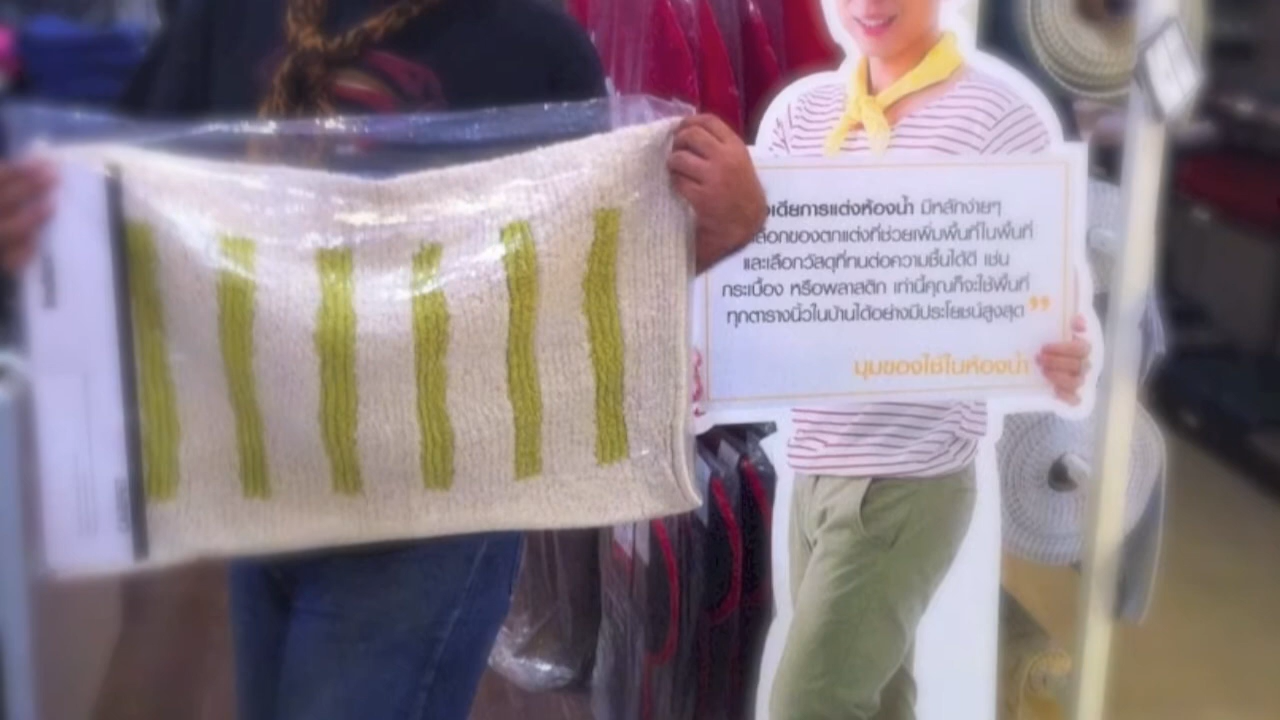 ไอเดียการแต่งห้องน้ำ มีหลักง่ายๆ
เลือกของตกแต่งที่ช่วยเพิ่มพื้นที่ในพื้นที่
และเลือกวัสดุที่ทนต่อความชื้นได้ดี เช่น
กระเบื้อง หรือพลาสติก เท่านี้คุณก็จะใช้พื้นที่
ทุกตารางนิ้วในบ้านได้อย่างมีประโยชน์สูงสุด ”
มุมของใช้ในห้องน้ำ